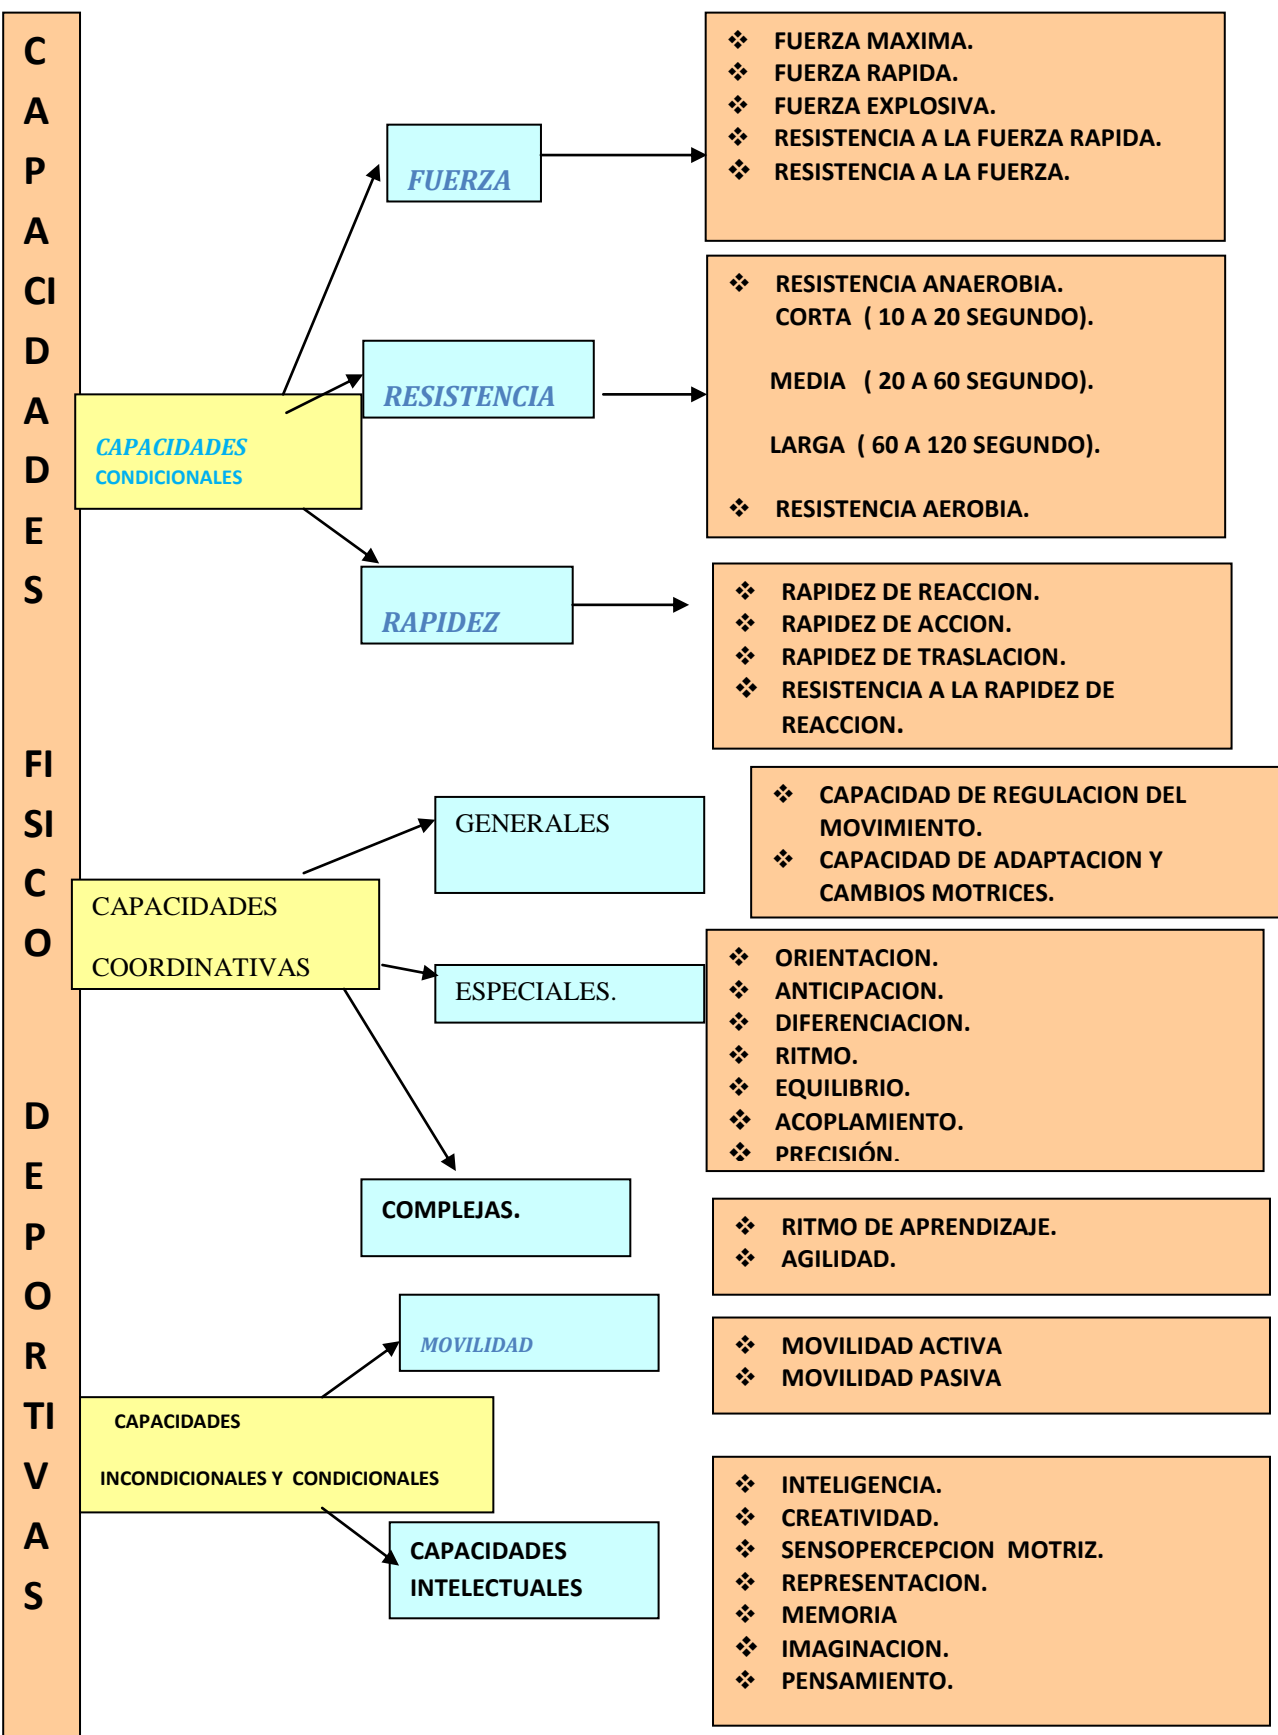 C
A
P
A
CI
D
A
D
E
S
FI
SI
C
O
D
E
P
O
R
TI
V
A
S
CAPACIDADES
CONDICIONALES
FUERZA
❖ FUERZA MAXIMA.
❖ FUERZA RAPIDA.
❖ FUERZA EXPLOSIVA.
❖ RESISTENCIA A LA FUERZA RAPIDA.
❖ RESISTENCIA A LA FUERZA.
RESISTENCIA
❖ RESISTENCIA ANAEROBIA.
CORTA ( 10 A 20 SEGUNDO).
MEDIA ( 20 A 60 SEGUNDO).
LARGA ( 60 A 120 SEGUNDO).
❖ RESISTENCIA AEROBIA.
RAPIDEZ
❖ RAPIDEZ DE REACCION.
❖ RAPIDEZ DE ACCION.
❖ RAPIDEZ DE TRASLACION.
❖ RESISTENCIA A LA RAPIDEZ DE
REACCION.
CAPACIDADES
COORDINATIVAS
GENERALES
❖ CAPACIDAD DE REGULACION DEL
MOVIMIENTO.
❖ CAPACIDAD DE ADAPTACION Y
CAMBIOS MOTRICES.
ESPECIALES.
❖ ORIENTACION.
❖ ANTICIPACION.
❖ DIFERENCIACION.
❖ RITMO.
❖ EQUILIBRIO.
❖ ACOPLAMIENTO.
❖ PRECISIÓN.
COMPLEJAS.
❖ RITMO DE APRENDIZAJE.
❖ AGILIDAD.
CAPACIDADES
INCONDICIONALES Y CONDICIONALES
MOVILIDAD
❖ MOVILIDAD ACTIVA
❖ MOVILIDAD PASIVA
CAPACIDADES
INTELECTUALES
❖ INTELIGENCIA.
❖ CREATIVIDAD.
❖ SENSOPERCEPCION MOTRIZ.
❖ REPRESENTACION.
❖ MEMORIA
❖ IMAGINACION.
❖ PENSAMIENTO.